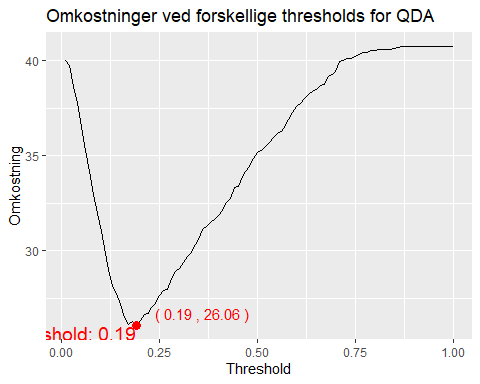 Omkostninger ved forskellige thresholds for QDA
40
35
30
Omkostning
( 0.19 , 26.06 )
shold: 0.19
0.00 0.25 0.50 0.75 1.00
Threshold